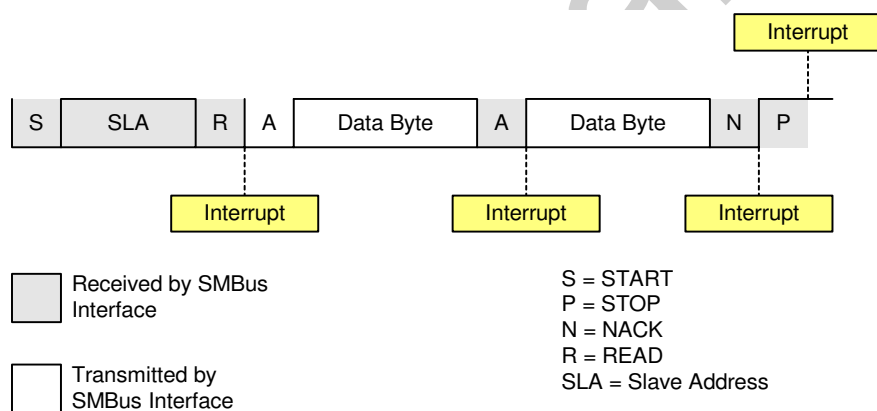 Interrupt
S SLA R A Data Byte A Data Byte N P
Interrupt Interrupt Interrupt
Received by SMBus
Interface
Transmitted by
SMBus Interface
S = START
P = STOP
N = NACK
R = READ
SLA = Slave Address